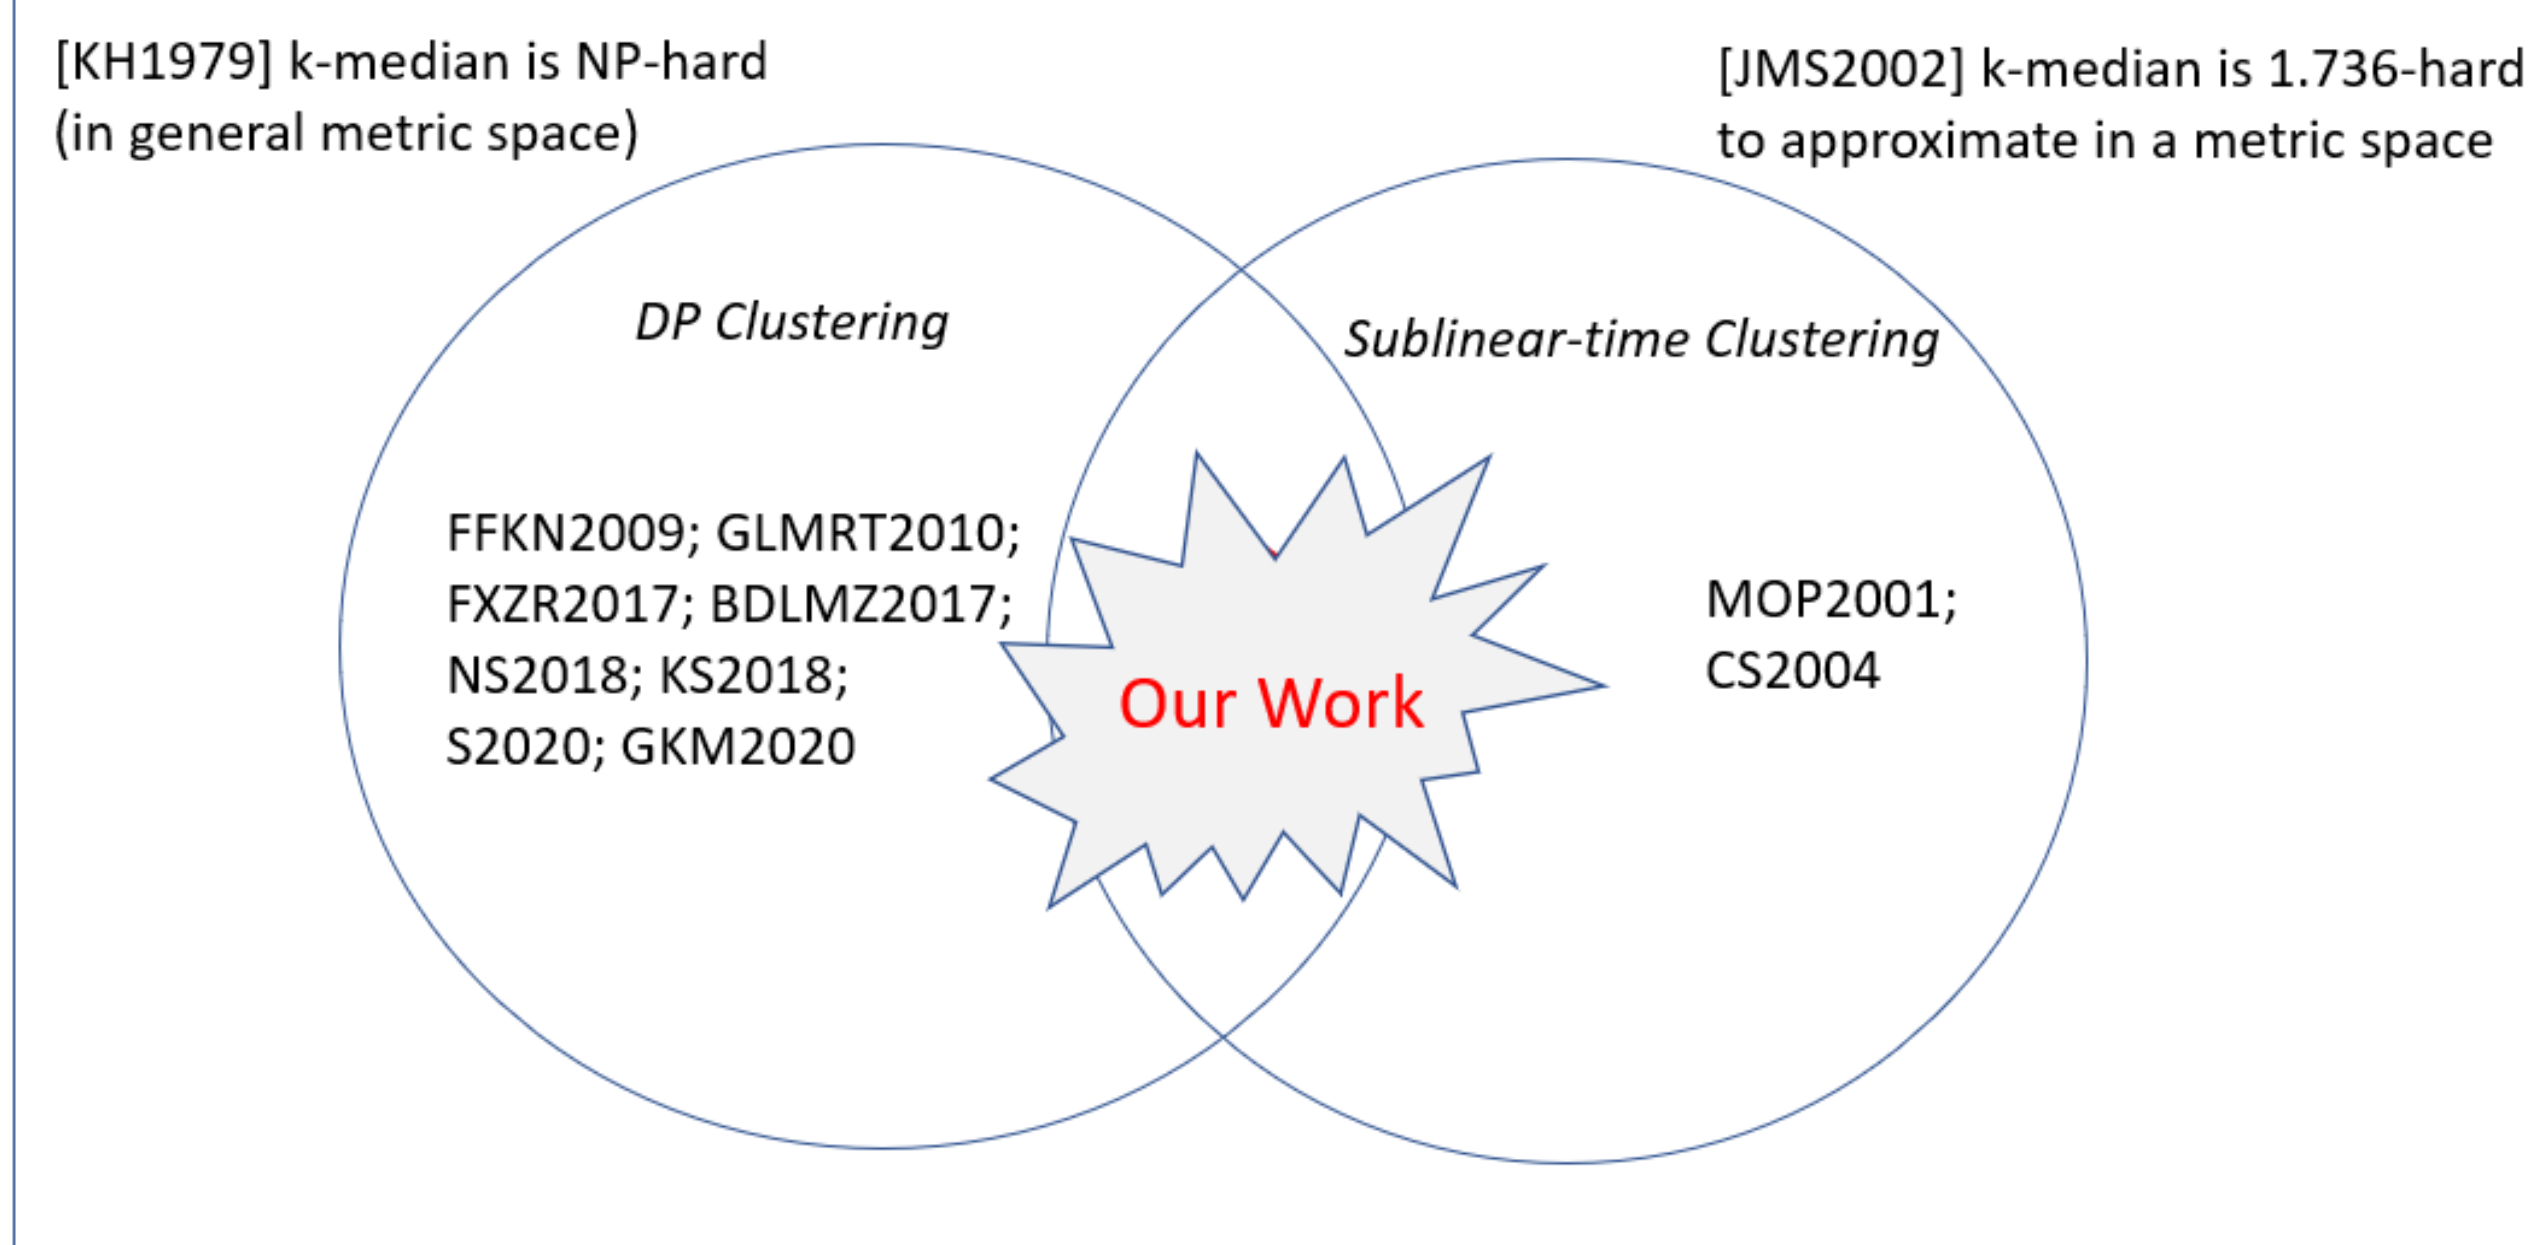 [KH1979] k-median is NP-hard
(in general metric space)
[JMS2002] k-median is 1.736-hard
to approximate in a metric space
DP Clustering
Sublinear-time Clustering
FFKN2009; GLMRT2010;
FXZR2017; BDLMZ2017;
NS2018; KS2018;
S2020; GKM2020
Our Work
MOP2001;
CS2004